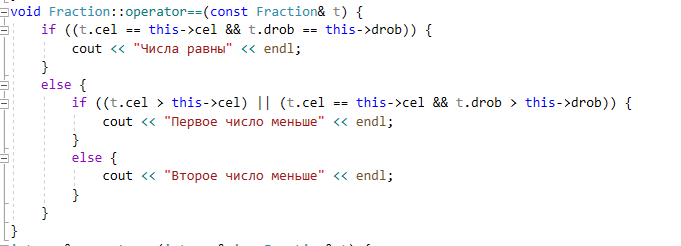 void Fraction::operator==(const Fraction& t) {
    if ((t.cel == this->cel && t.drob == this->drob)) {
        cout << "Числа равны" << endl;
    }
    else {
        if ((t.cel > this->cel) || (t.cel == this->cel && t.drob > this->drob)) {
            cout << "Первое число меньше" << endl;
        }
        else {
            cout << "Второе число меньше" << endl;
        }
    }
}